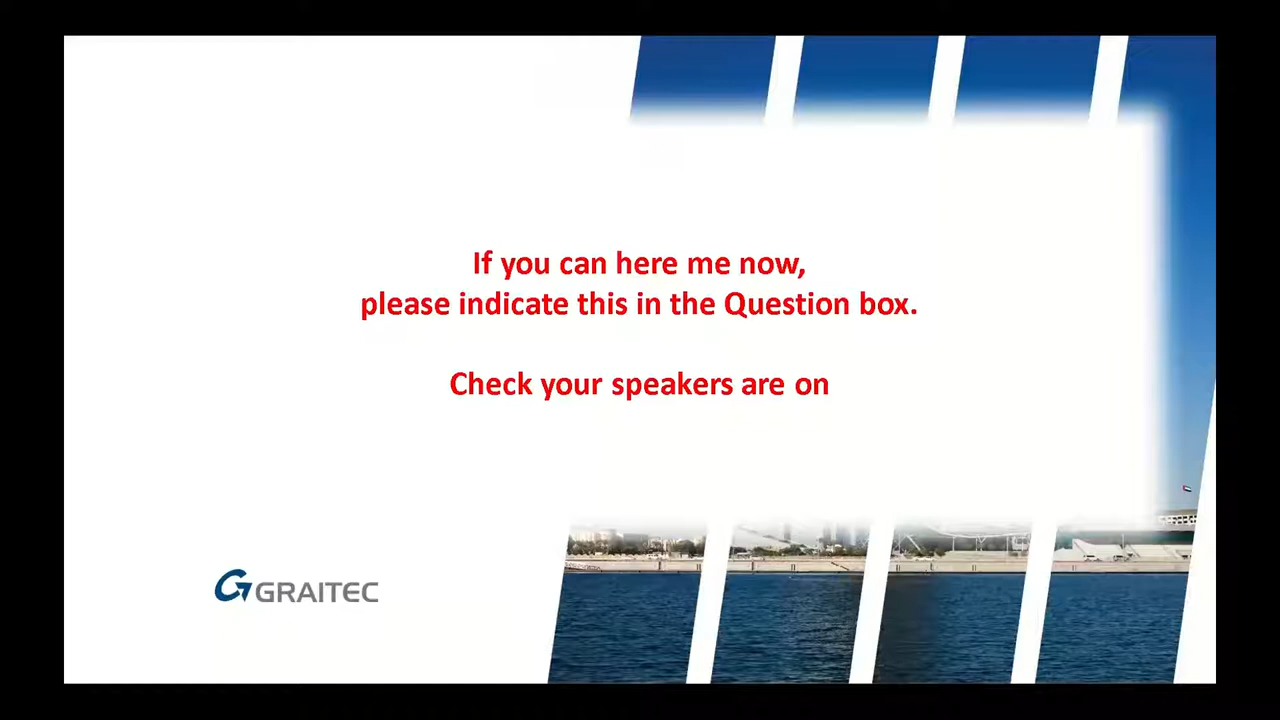 If you can here me now,
please indicate this in the Question box.
Check your speakers are on
GRAITEC